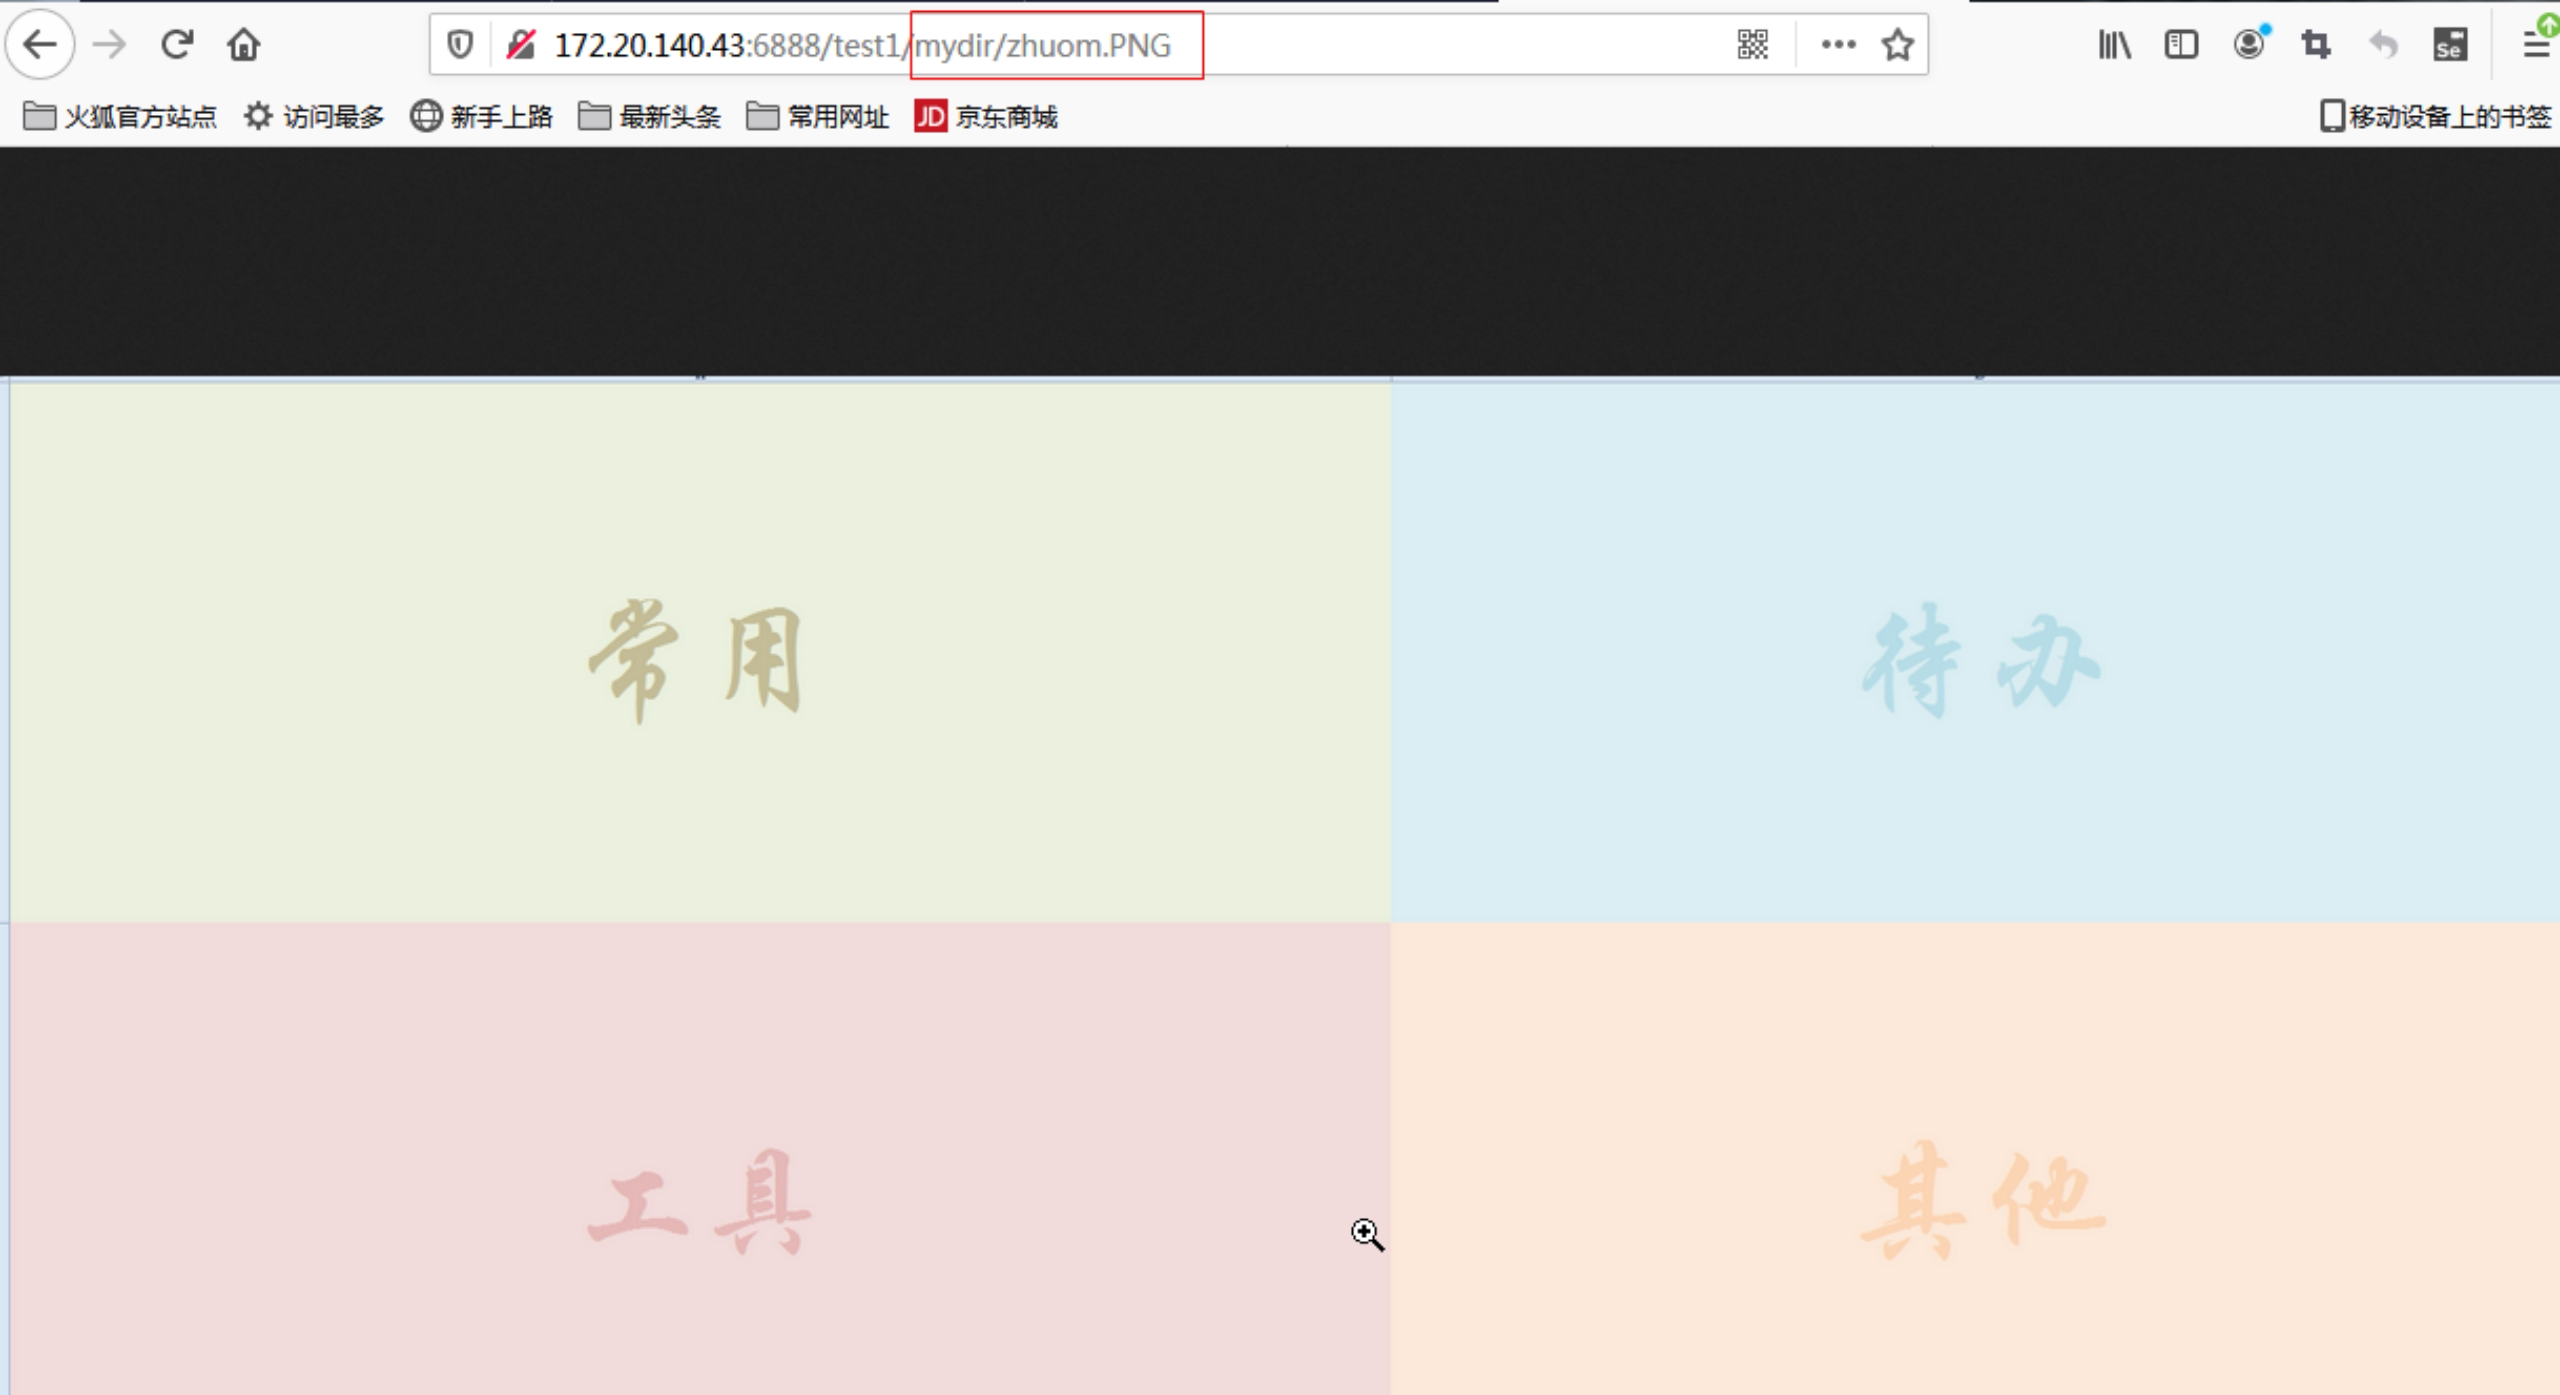 172.20.140.43:6888/test1/mydir/zhuom.PNG
Se
火狐官方站点 访问最多 新手上路 最新头条 常用网址 JD 京东商城 移动设备上的书签
常用 待办
工具 其他